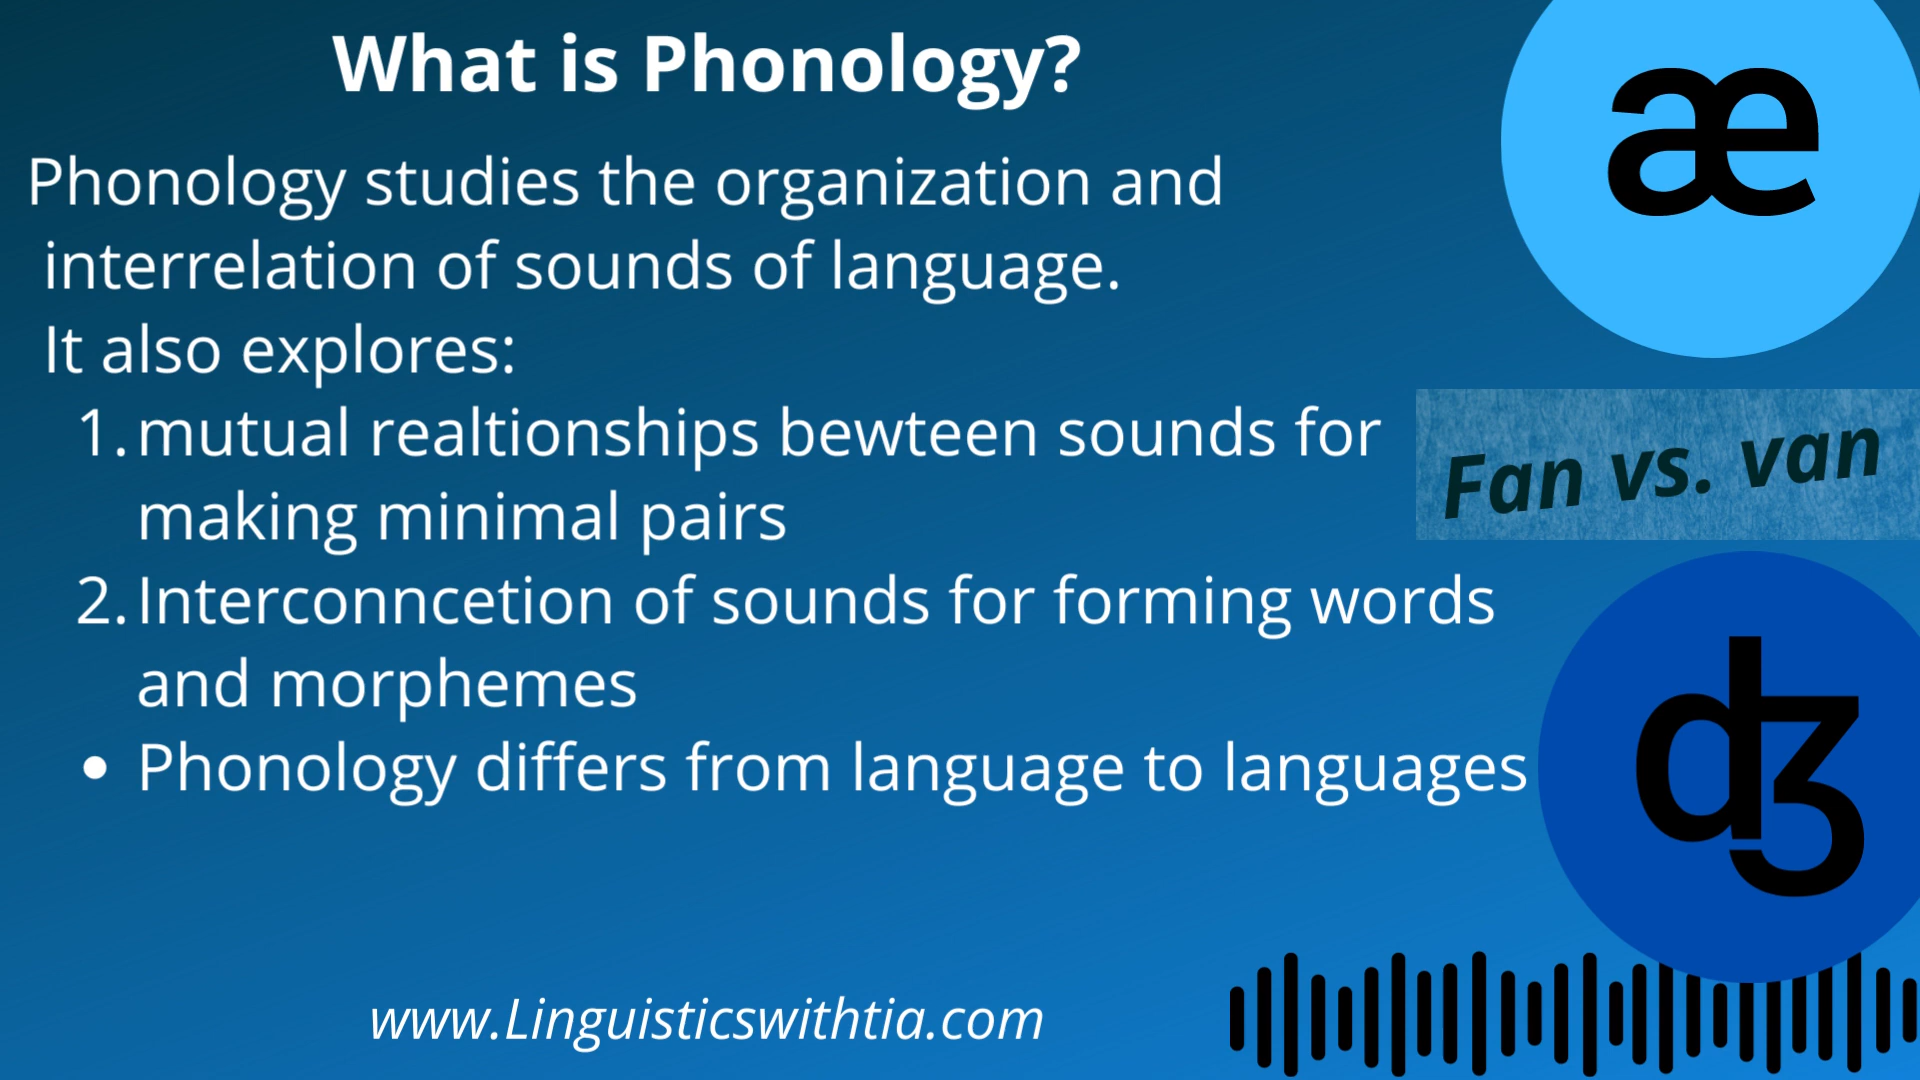 What is Phonology?
æ
Phonology studies the organization and
interrelation of sounds of language.
It also explores:
1. mutual realtionships bewteen sounds for
making minimal pairs
Fan vs. van
2. Interconncetion of sounds for forming words
and morphemes
• Phonology differs from language to languages
ʤ
www.Linguisticswithtia.com